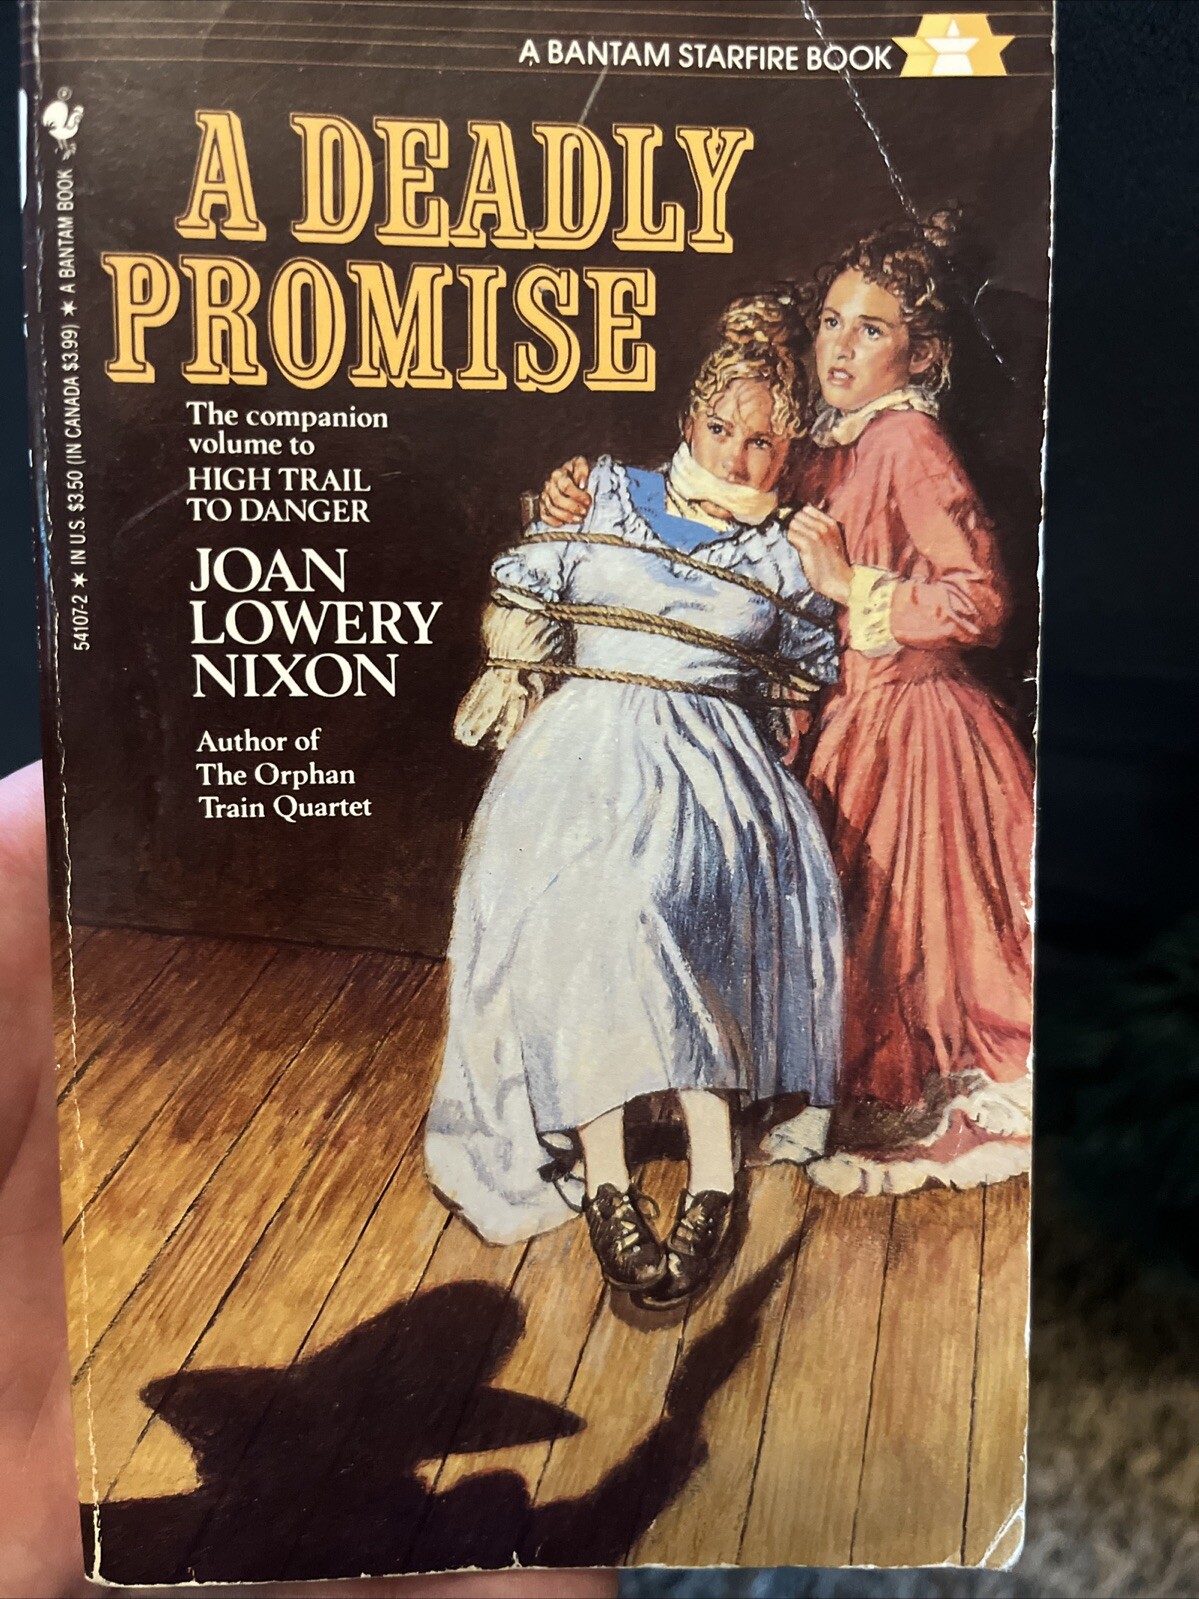 A BANTAM STARFIRE BOOK
A DEADLY
PROMISE
The companion
volume to
HIGH TRAIL
TO DANGER
JOAN
LOWERY
NIXON
Author of
The Orphan
Train Quartet
54107-2 ★ IN U.S. $3.50 (IN CANADA $3.99) ★ A BANTAM BOOK ®